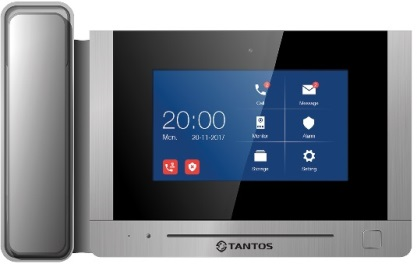 Call
Message
20:00
Mon. 20-11-2017
Monitor
Alarm
Storage
Setting
TANTOS